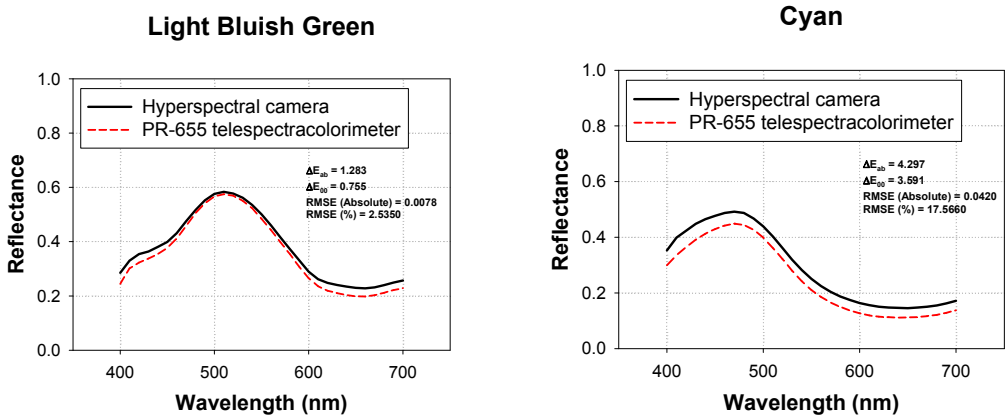 Light Bluish Green
1.0
0.8
0.6
0.4
0.2
0.0
Reflectance
Hyperspectral camera
PR-655 telespectracolorimeter
ΔEab = 1.283
ΔE00 = 0.755
RMSE (Absolute) = 0.0078
RMSE (%) = 2.5350
400 500 600 700
Wavelength (nm)
Cyan
1.0
0.8
0.6
0.4
0.2
0.0
Reflectance
Hyperspectral camera
PR-655 telespectracolorimeter
ΔEab = 4.297
ΔE00 = 3.591
RMSE (Absolute) = 0.0420
RMSE (%) = 17.5660
400 500 600 700
Wavelength (nm)